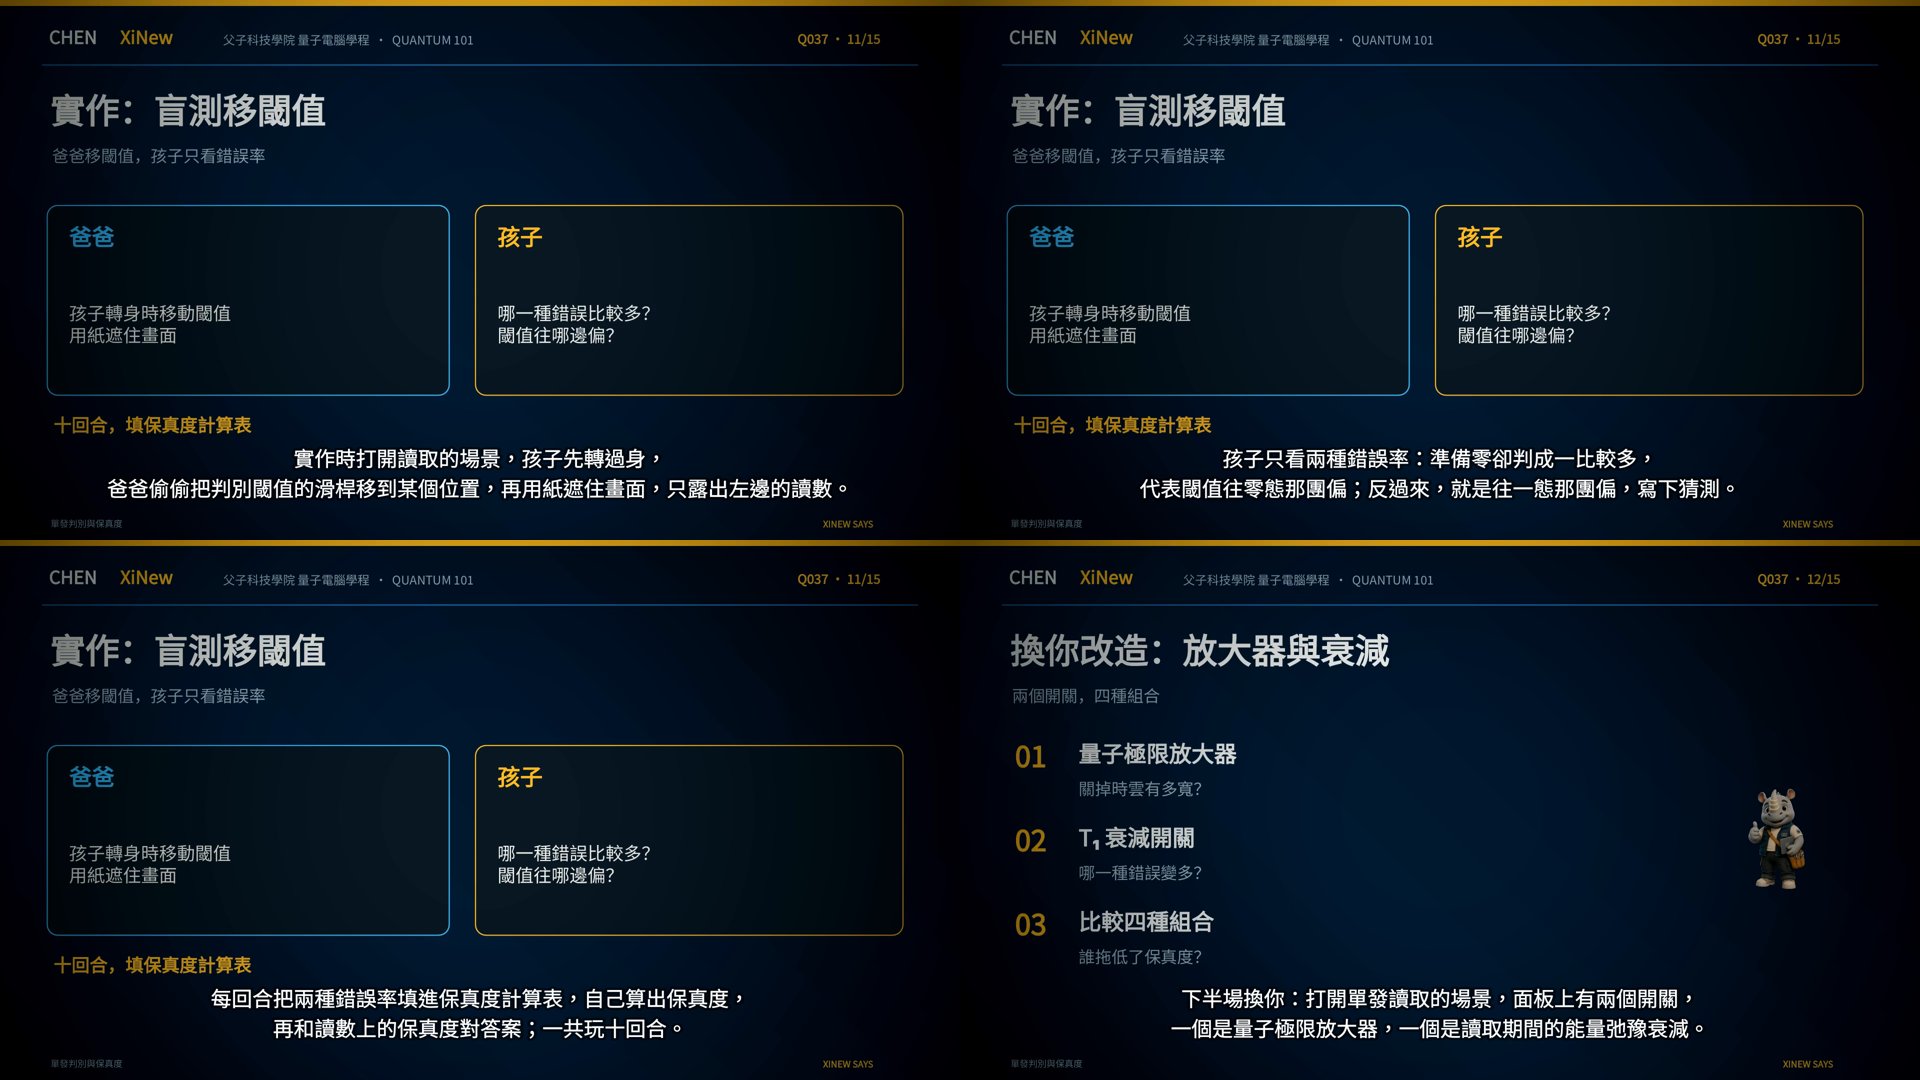 CHEN XiNew 父子科技學院 量子電腦學程 · QUANTUM 101 Q037 · 11/15
實作：盲測移閾值
爸爸移閾值，孩子只看錯誤率
爸爸
孩子轉身時移動閾值
用紙遮住畫面
孩子
哪一種錯誤比較多？
閾值往哪邊偏？
十回合，填保真度計算表
實作時打開讀取的場景，孩子先轉過身，
爸爸偷偷把判別閾值的滑桿移到某個位置，再用紙遮住畫面，只露出左邊的讀數。
單發判別與保真度 XINEW SAYS
CHEN XiNew 父子科技學院 量子電腦學程 · QUANTUM 101 Q037 · 11/15
實作：盲測移閾值
爸爸移閾值，孩子只看錯誤率
爸爸
孩子轉身時移動閾值
用紙遮住畫面
孩子
哪一種錯誤比較多？
閾值往哪邊偏？
十回合，填保真度計算表
孩子只看兩種錯誤率：準備零卻判成一比較多，
代表閾值往零態那團偏；反過來，就是往一態那團偏，寫下猜測。
單發判別與保真度 XINEW SAYS
CHEN XiNew 父子科技學院 量子電腦學程 · QUANTUM 101 Q037 · 11/15
實作：盲測移閾值
爸爸移閾值，孩子只看錯誤率
爸爸
孩子轉身時移動閾值
用紙遮住畫面
孩子
哪一種錯誤比較多？
閾值往哪邊偏？
十回合，填保真度計算表
每回合把兩種錯誤率填進保真度計算表，自己算出保真度，
再和讀數上的保真度對答案；一共玩十回合。
單發判別與保真度 XINEW SAYS
CHEN XiNew 父子科技學院 量子電腦學程 · QUANTUM 101 Q037 · 12/15
換你改造：放大器與衰減
兩個開關，四種組合
01 量子極限放大器
關掉時雲有多寬？
02 T₁ 衰減開關
哪一種錯誤變多？
03 比較四種組合
誰拖低了保真度？
下半場換你：打開單發讀取的場景，面板上有兩個開關，
一個是量子極限放大器，一個是讀取期間的能量弛豫衰減。
單發判別與保真度 XINEW SAYS